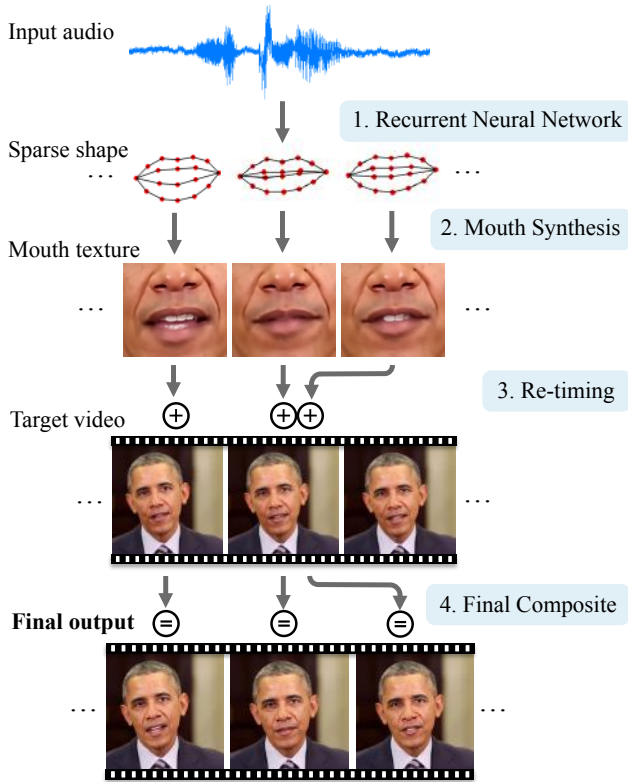 Input audio
1. Recurrent Neural Network
Sparse shape
... ...
2. Mouth Synthesis
Mouth texture
... ...
3. Re-timing
+ + +
Target video
... ...
4. Final Composite
Final output = = =
... ...